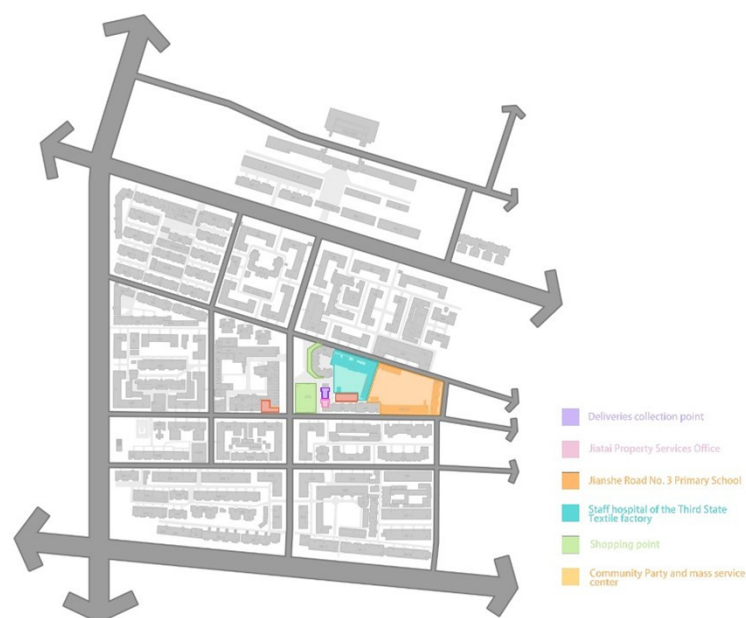 Deliveries collection point
Jiatai Property Services Office
Jianshe Road No. 3 Primary School
Staff hospital of the Third State
Textile factory
Shopping point
Community Party and mass service
center